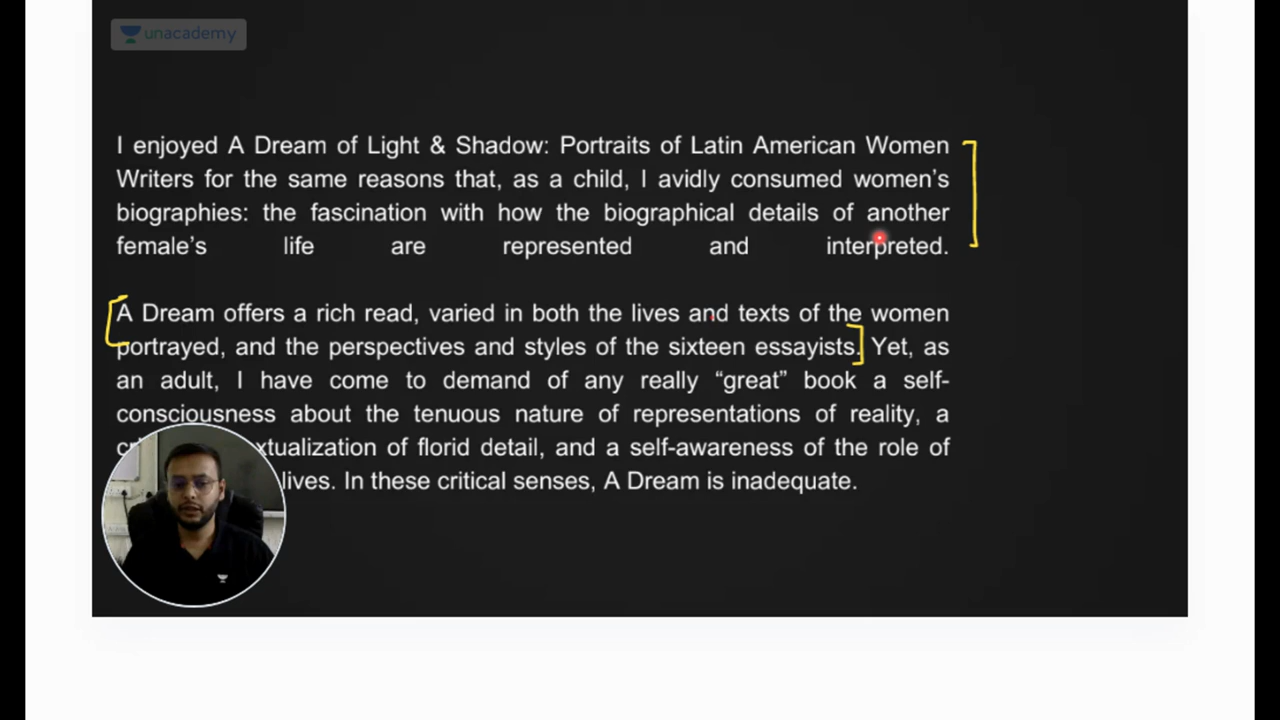 unacademy
I enjoyed A Dream of Light & Shadow: Portraits of Latin American Women
Writers for the same reasons that, as a child, I avidly consumed women’s
biographies: the fascination with how the biographical details of another
female’s life are represented and interpreted.
A Dream offers a rich read, varied in both the lives and texts of the women
portrayed, and the perspectives and styles of the sixteen essayists. Yet, as
an adult, I have come to demand of any really “great” book a self-
consciousness about the tenuous nature of representations of reality, a
of florid detail, and a self-awareness of the role of
lives. In these critical senses, A Dream is inadequate.